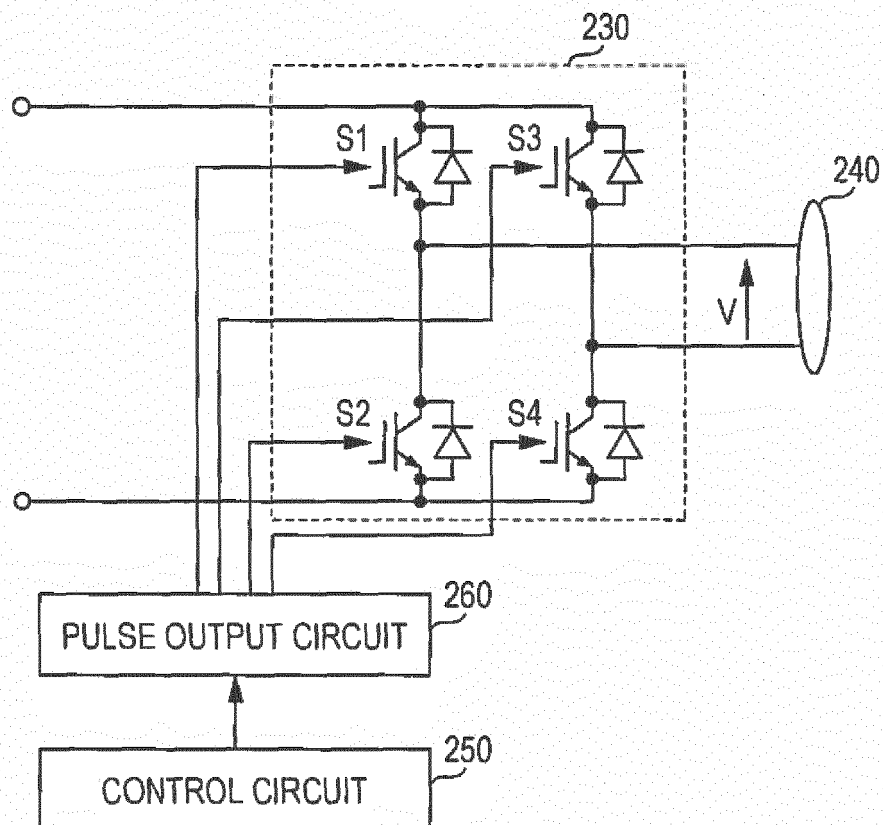 230
S1
S3
240
V
S2
S4
260
PULSE OUTPUT CIRCUIT
250
CONTROL CIRCUIT